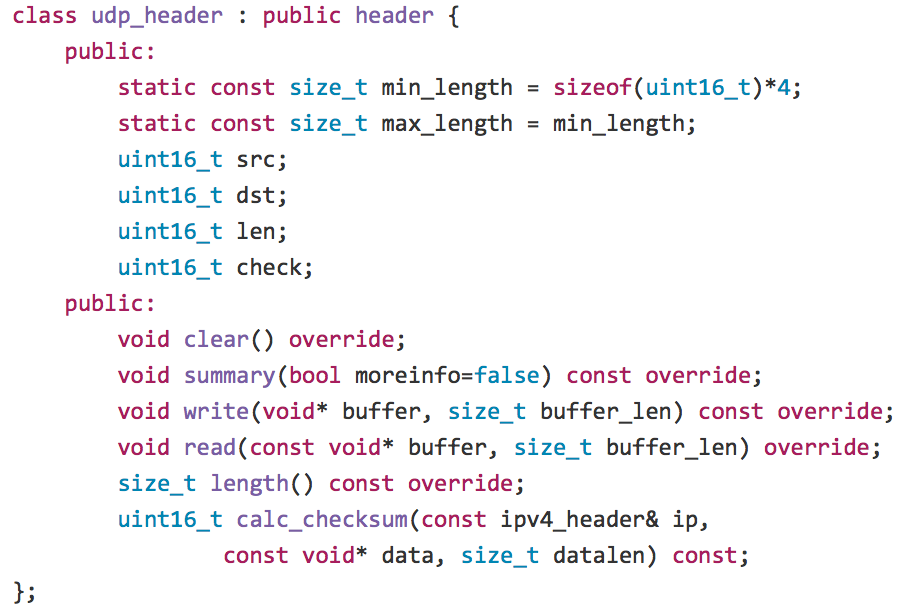 class udp_header : public header {
    public:
        static const size_t min_length = sizeof(uint16_t)*4;
        static const size_t max_length = min_length;
        uint16_t src;
        uint16_t dst;
        uint16_t len;
        uint16_t check;
    public:
        void clear() override;
        void summary(bool moreinfo=false) const override;
        void write(void* buffer, size_t buffer_len) const override;
        void read(const void* buffer, size_t buffer_len) override;
        size_t length() const override;
        uint16_t calc_checksum(const ipv4_header& ip,
                const void* data, size_t datalen) const;
};